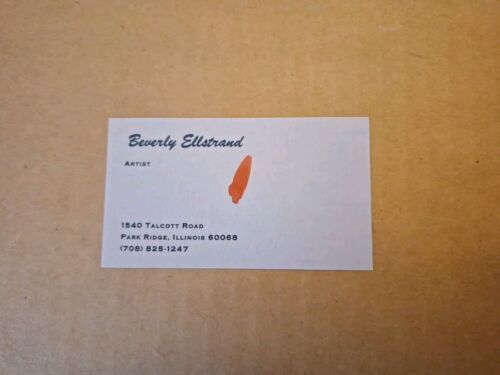 Beverly Ellstrand
Artist
1540 Talcott Road
Park Ridge, Illinois 60068
(708) 825-1247